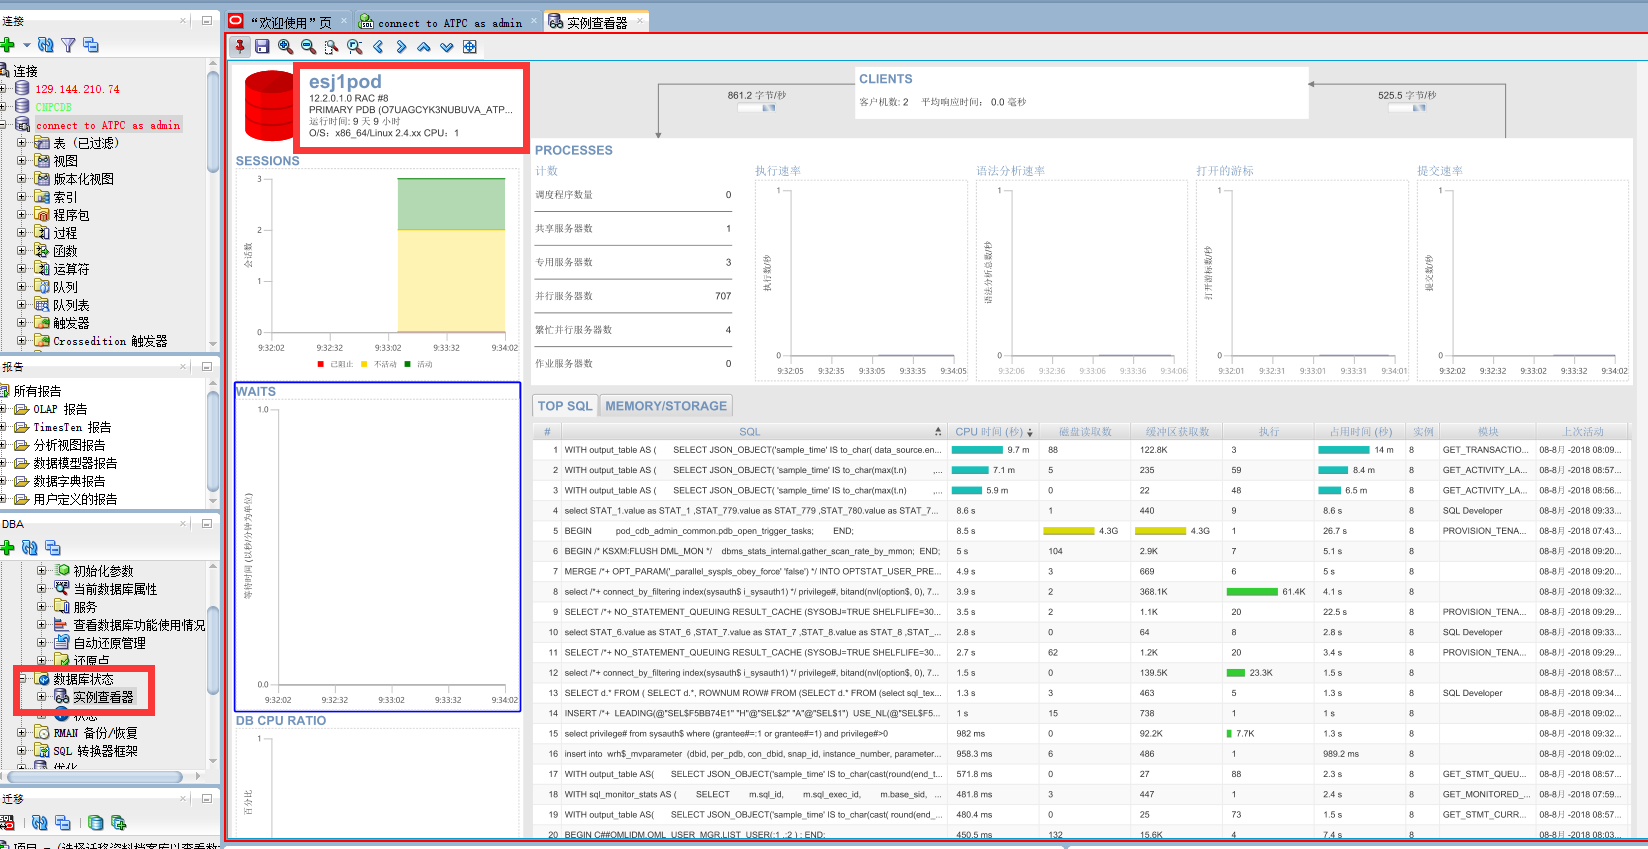 连接
“欢迎使用”页
connect to ATPC as admin
实例查看器
连接
129.144.210.74
CNPCDB
connect to ATPC as admin
表 (已过滤)
视图
版本化视图
索引
程序包
过程
函数
运算符
队列
队列表
触发器
Crossedition 触发器
报告
所有报告
OLAP 报告
TimesTen 报告
分析视图报告
数据模型器报告
数据字典报告
用户定义的报告
DBA
初始化参数
当前数据库属性
服务
查看数据库功能使用情况
自动还原管理
还原点
数据库状态
实例查看器
状态
RMAN 备份/恢复
SQL 转换器框架
优化
迁移
esj1pod
12.2.0.1.0 RAC #8
PRIMARY PDB (O7UAGCYK3NUBUVA_ATP...
运行时间: 9 天 9 小时
O/S: x86_64/Linux 2.4.xx CPU: 1
861.2 字节/秒
CLIENTS
客户机数: 2 平均响应时间: 0.0 毫秒
525.5 字节/秒
SESSIONS
会话数
3
2
1
0
9:32:02 9:32:32 9:33:02 9:33:32 9:34:02
已阻止 不活动 活动
WAITS
等待时间 (以秒/分钟为单位)
1.0
0.0
9:32:02 9:32:32 9:33:02 9:33:32 9:34:02
DB CPU RATIO
百分比
1
PROCESSES
计数
调度程序数量 0
共享服务器数 1
专用服务器数 3
并行服务器数 707
繁忙并行服务器数 4
作业服务器数 0
执行速率
执行数/秒
1
0
9:32:05 9:32:35 9:33:05 9:33:35 9:34:05
语法分析速率
语法分析总数/秒
1
0
9:32:06 9:32:36 9:33:06 9:33:36 9:34:06
打开的游标
打开游标数/秒
1
0
9:32:01 9:32:31 9:33:01 9:33:31 9:34:01
提交速率
提交数/秒
1
0
9:32:02 9:32:32 9:33:02 9:33:32 9:34:02
TOP SQL MEMORY/STORAGE
# SQL CPU 时间 (秒) 磁盘读取数 缓冲区获取数 执行 占用时间 (秒) 实例 模块 上次活动
1 WITH output_table AS ( SELECT JSON_OBJECT('sample_time' IS to_char( data_source.en... 9.7 m 88 122.8K 3 14 m 8 GET_TRANSACTIO... 08-8月 -2018 08:09...
2 WITH output_table AS ( SELECT JSON_OBJECT( 'sample_time' IS to_char(max(t.n) ,... 7.1 m 5 235 59 8.4 m 8 GET_ACTIVITY_LA... 08-8月 -2018 08:57...
3 WITH output_table AS ( SELECT JSON_OBJECT('sample_time' IS to_char(max(t.n) ,... 5.9 m 0 22 48 6.5 m 8 GET_ACTIVITY_LA... 08-8月 -2018 08:56...
4 select STAT_1.value as STAT_1 ,STAT_779.value as STAT_779 ,STAT_780.value as STAT_7... 8.6 s 1 440 9 8.6 s 8 SQL Developer 08-8月 -2018 09:33...
5 BEGIN pod_cdb_admin_common.pdb_open_trigger_tasks; END; 8.5 s 4.3G 4.3G 1 26.7 s 8 PROVISION_TENA... 08-8月 -2018 07:43...
6 BEGIN /* KSXM:FLUSH DML_MON */ dbms_stats_internal.gather_scan_rate_by_mmon; END; 5 s 104 2.9K 7 5.1 s 8 08-8月 -2018 09:20...
7 MERGE /*+ OPT_PARAM('_parallel_syspls_obey_force' 'false') */ INTO OPTSTAT_USER_PRE... 4.9 s 3 669 6 5 s 8 08-8月 -2018 09:20...
8 select /*+ connect_by_filtering index(sysauth$ i_sysauth1) */ privilege#, bitand(nvl(option$, 0), 7... 3.9 s 2 368.1K 61.4K 4.1 s 8 08-8月 -2018 09:32...
9 SELECT /*+ NO_STATEMENT_QUEUING RESULT_CACHE (SYSOBJ=TRUE SHELFLIFE=30... 3.5 s 2 1.1K 20 22.5 s 8 PROVISION_TENA... 08-8月 -2018 09:29...
10 select STAT_6.value as STAT_6 ,STAT_7.value as STAT_7 ,STAT_8.value as STAT_8 ,STAT... 2.8 s 0 64 8 2.8 s 8 SQL Developer 08-8月 -2018 09:33...
11 SELECT /*+ NO_STATEMENT_QUEUING RESULT_CACHE (SYSOBJ=TRUE SHELFLIFE=30... 2.7 s 62 1.2K 20 3.4 s 8 PROVISION_TENA... 08-8月 -2018 09:29...
12 select /*+ connect_by_filtering index(sysauth$ i_sysauth1) */ privilege#, bitand(nvl(option$, 0), 7... 1.5 s 0 139.5K 23.3K 1.5 s 8 08-8月 -2018 08:57...
13 SELECT d.* FROM ( SELECT d.*, ROWNUM ROW# FROM (SELECT d.* FROM (select sql_tex... 1.3 s 3 463 5 1.3 s 8 SQL Developer 08-8月 -2018 09:34...
14 INSERT /*+ LEADING(@"SEL$F5BB74E1" "H"@"SEL$2" "A"@"SEL$1") USE_NL(@"SEL$F5... 1 s 15 738 1 1 s 8 08-8月 -2018 09:02...
15 select privilege# from sysauth$ where (grantee#=:1 or grantee#=1) and privilege#>0 982 ms 0 92.2K 7.7K 1.2 s 8 08-8月 -2018 09:32...
16 insert into wrh$_mvparameter (dbid, per_pdb, con_dbid, snap_id, instance_number, parameter... 958.3 ms 6 486 1 989.2 ms 8 08-8月 -2018 09:02...
17 WITH output_table AS( SELECT JSON_OBJECT('sample_time' IS to_char(cast(round(end_t... 571.8 ms 0 27 88 2.3 s 8 GET_STMT_QUEU... 08-8月 -2018 08:57...
18 WITH sql_monitor_stats AS ( SELECT m.sql_id, m.sql_exec_id, m.base_sid, ... 481.8 ms 3 447 1 2.4 s 8 GET_MONITORED_... 08-8月 -2018 07:59...
19 WITH output_table AS( SELECT JSON_OBJECT('sample_time' IS to_char(cast( round(end_... 480.4 ms 0 25 73 1.5 s 8 GET_STMT_CURR... 08-8月 -2018 08:57...
20 BEGIN C##OMLIDM.OML_USER_MGR.LIST_USER(:1 ,:2 ) ; END; 450.5 ms 132 15.6K 4 7.4 s 8 08-8月 -2018 08:03...